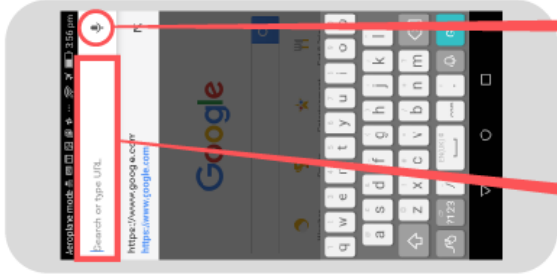 Aeroplane mode 3:56 pm
Search or type URL
https://www.google.com
https://www.google.com
Google
q w e r t y u i o p
a s d f g h j k l
z x c v b n m
?123